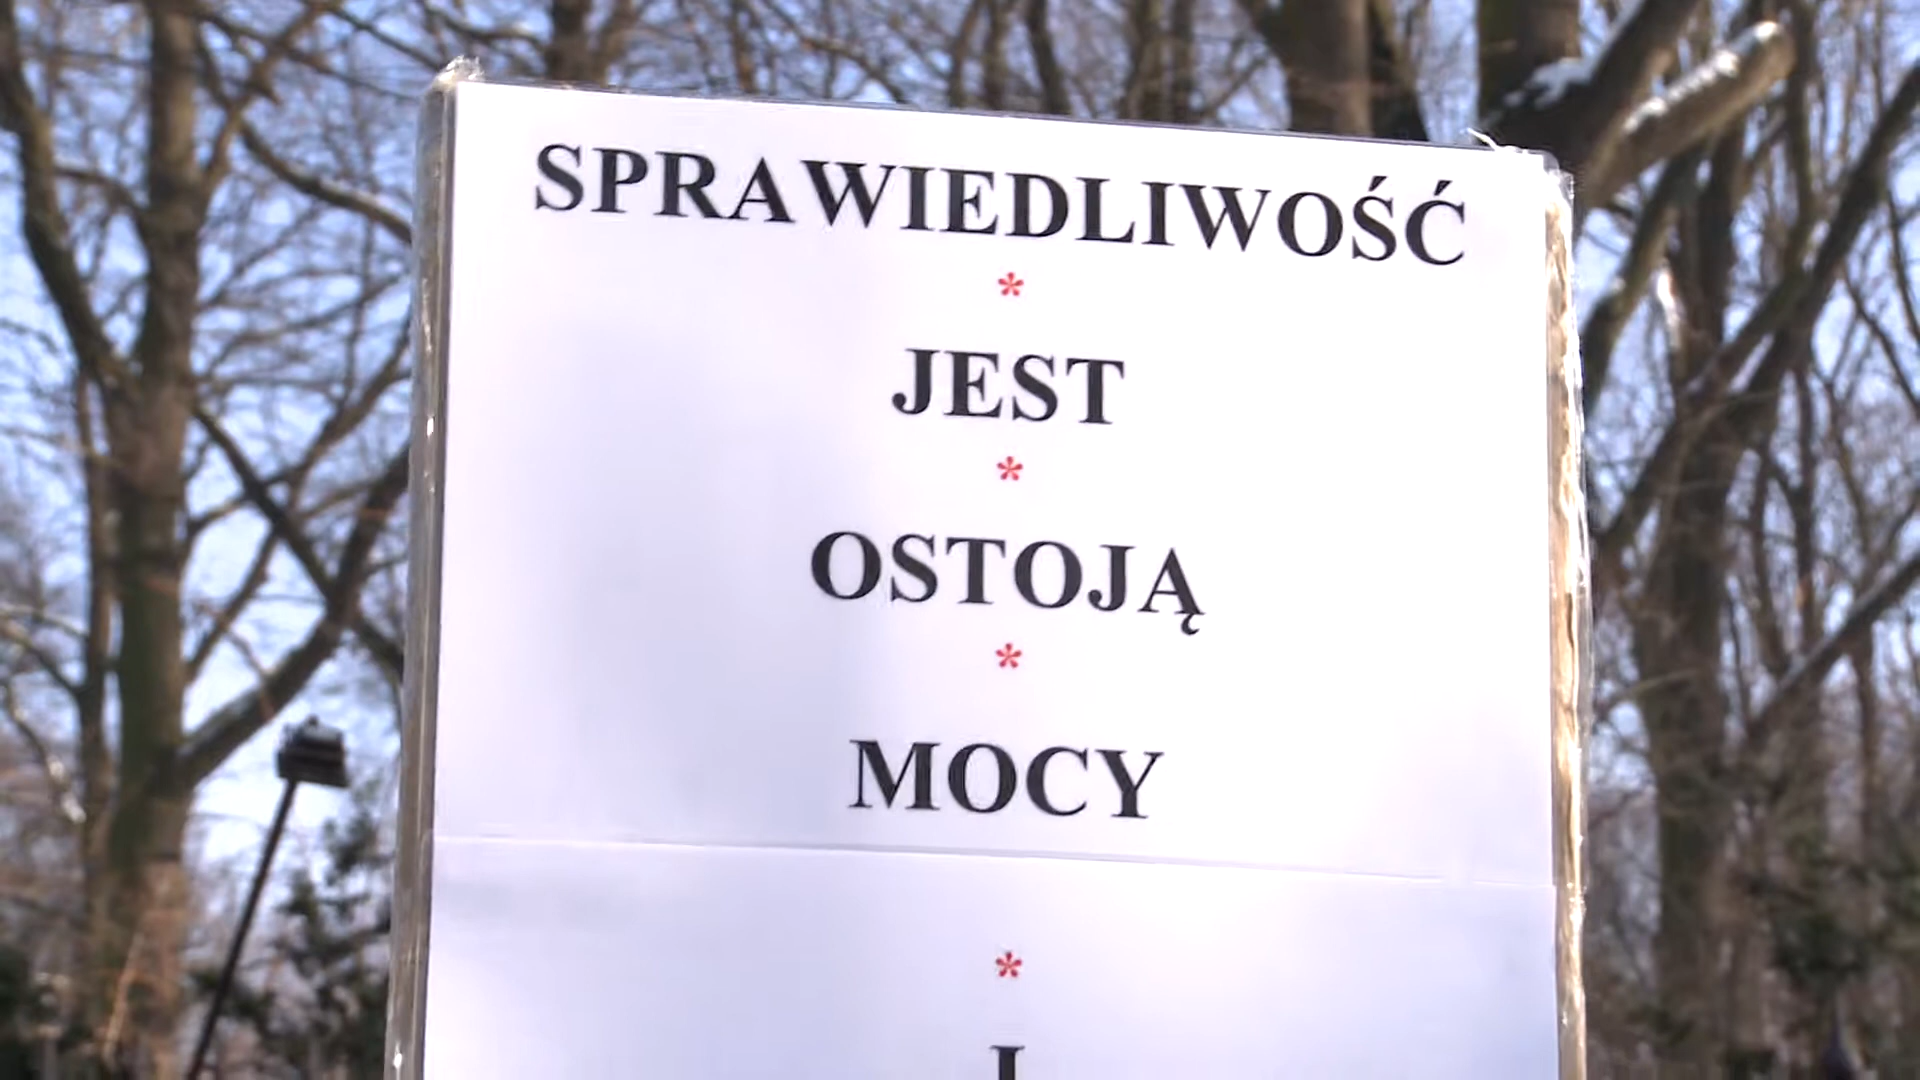 SPRAWIEDLIWOŚĆ
*
JEST
*
OSTOJĄ
*
MOCY
*
I